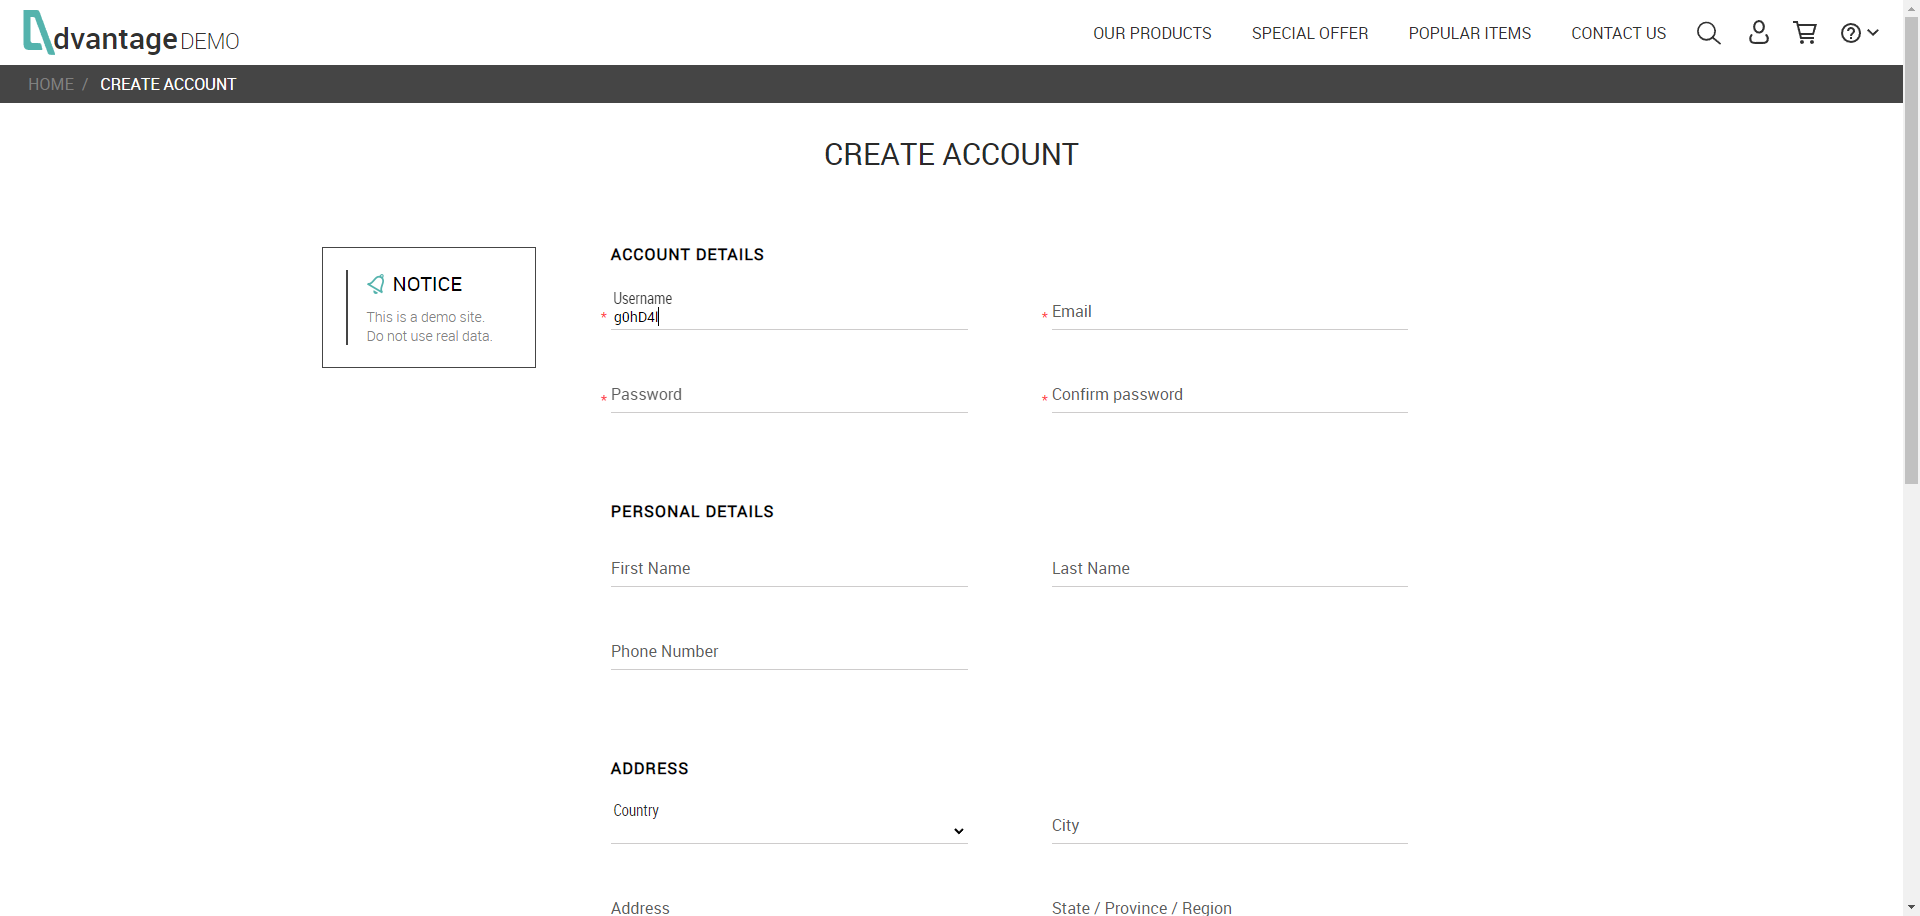 dvantage DEMO
OUR PRODUCTS SPECIAL OFFER POPULAR ITEMS CONTACT US
HOME / CREATE ACCOUNT
CREATE ACCOUNT
NOTICE
This is a demo site.
Do not use real data.
ACCOUNT DETAILS
Username
* g0hD4l
* Email
* Password
* Confirm password
PERSONAL DETAILS
First Name
Last Name
Phone Number
ADDRESS
Country
City
Address
State / Province / Region